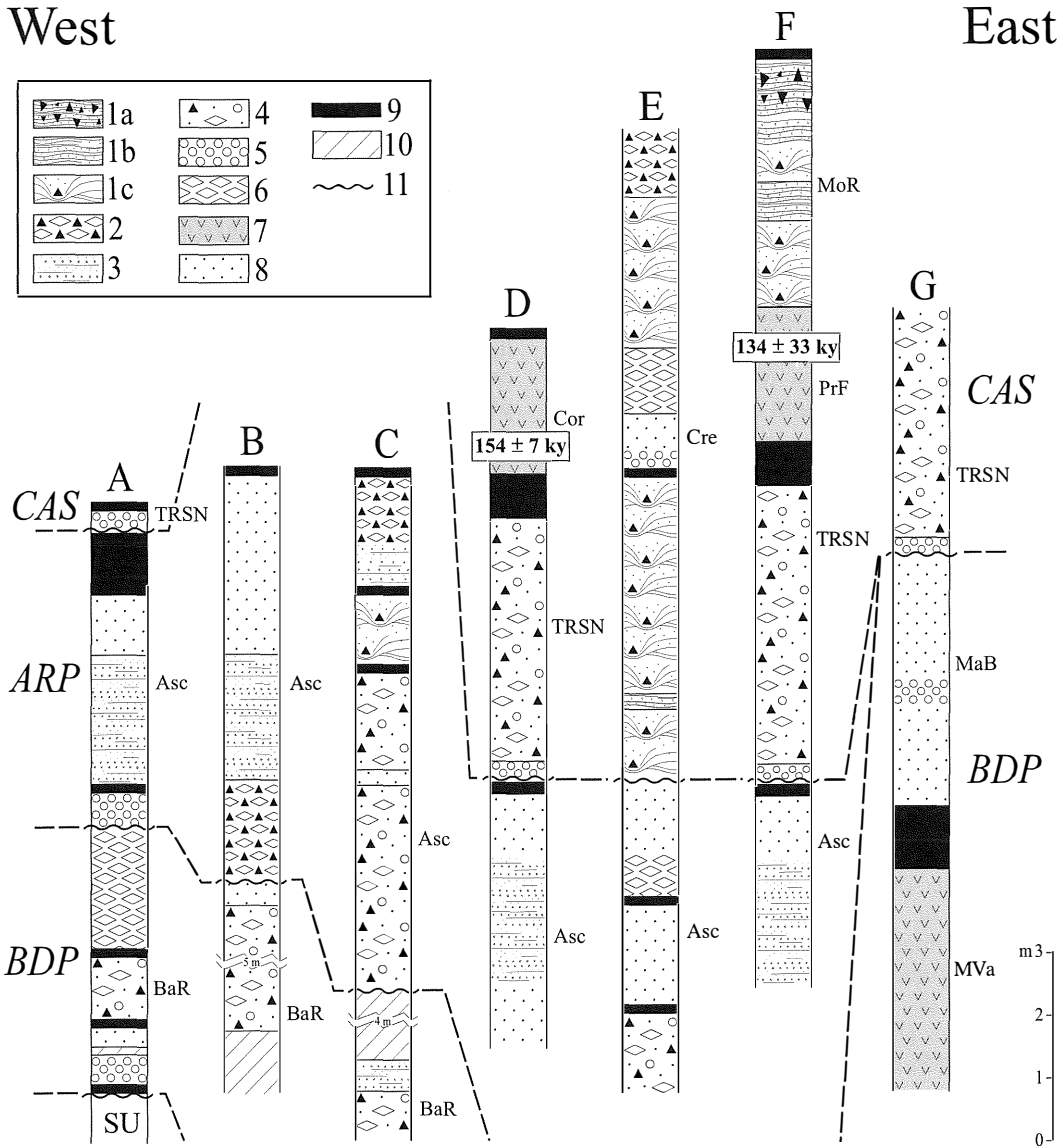 West
East
1a
1b
1c
2
3
4
5
6
7
8
9
10
11
A
B
C
D
E
F
G
CAS
TRSN
ARP
Asc
BDP
BaR
SU
Asc
5 m
BaR
Asc
4 m
BaR
Cor
154 ± 7 ky
TRSN
Asc
Cre
Asc
MoR
134 ± 33 ky
PrF
TRSN
Asc
CAS
TRSN
MaB
BDP
MVa
m 3
2
1
0